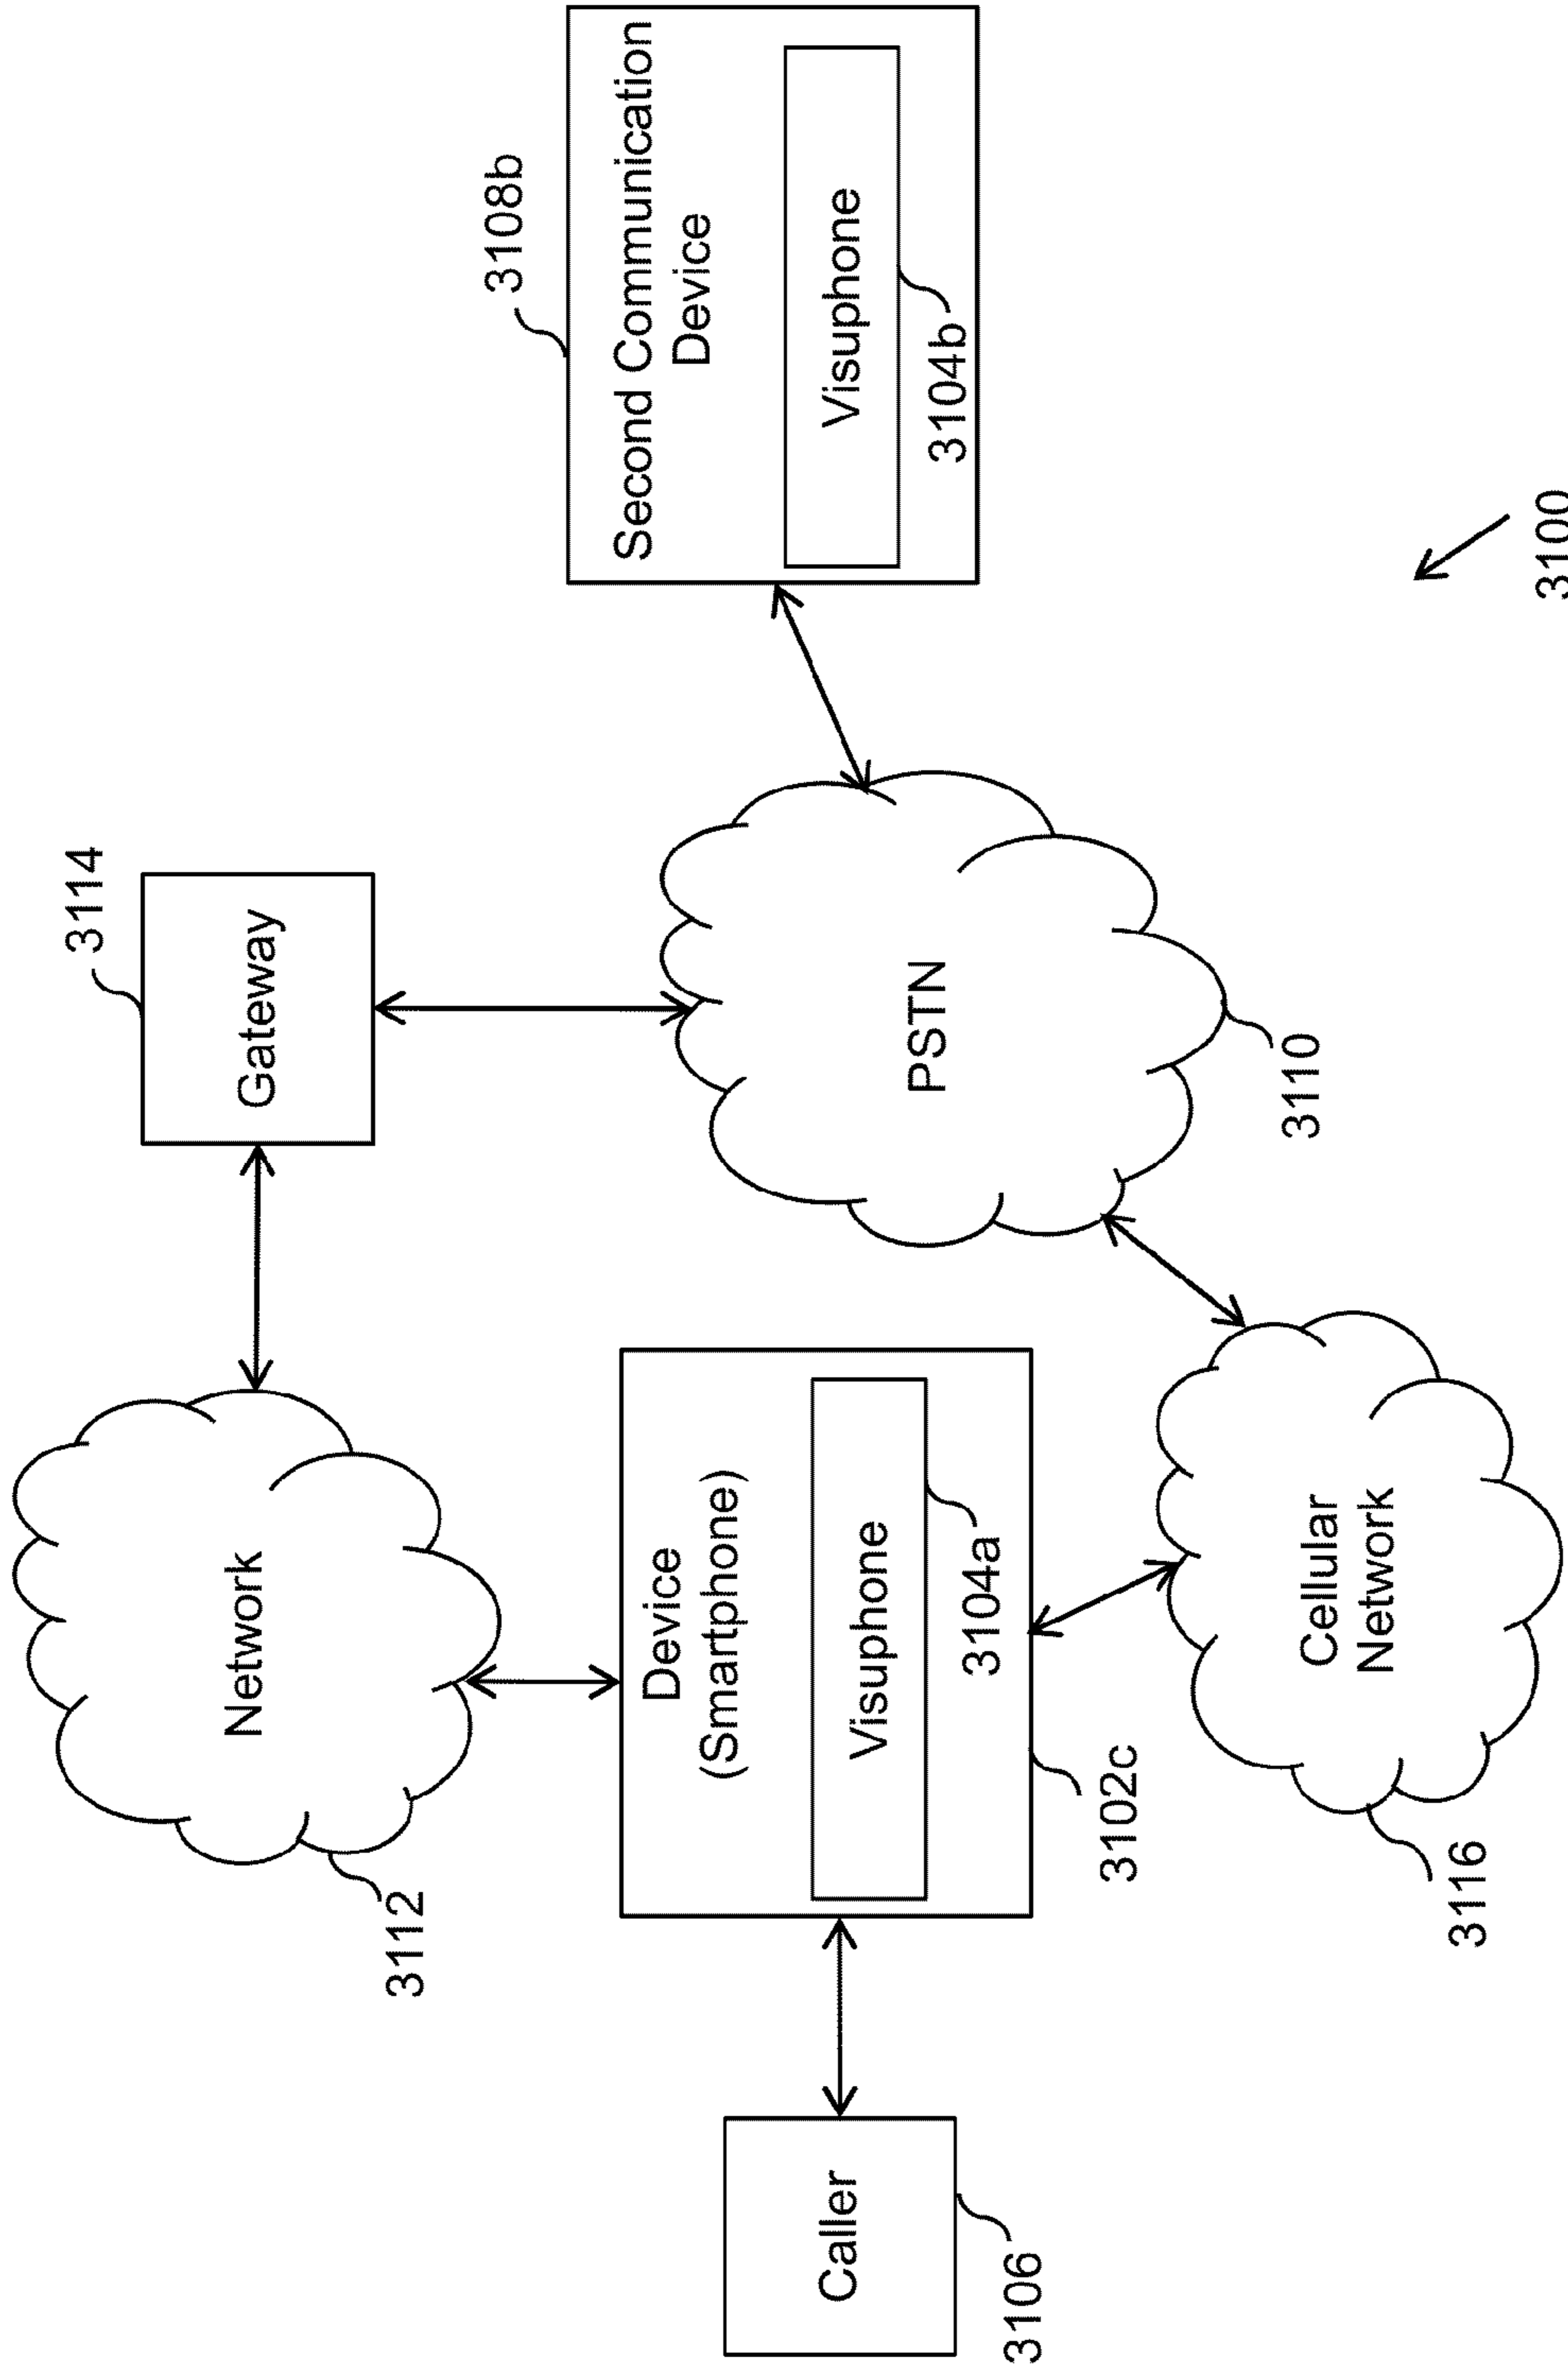 3112
Network
3114
Gateway
3106
Caller
Device
(Smartphone)
Visuphone
3104a
3102c
3116
Cellular
Network
PSTN
3110
3108b
Second Communication
Device
Visuphone
3104b
3100